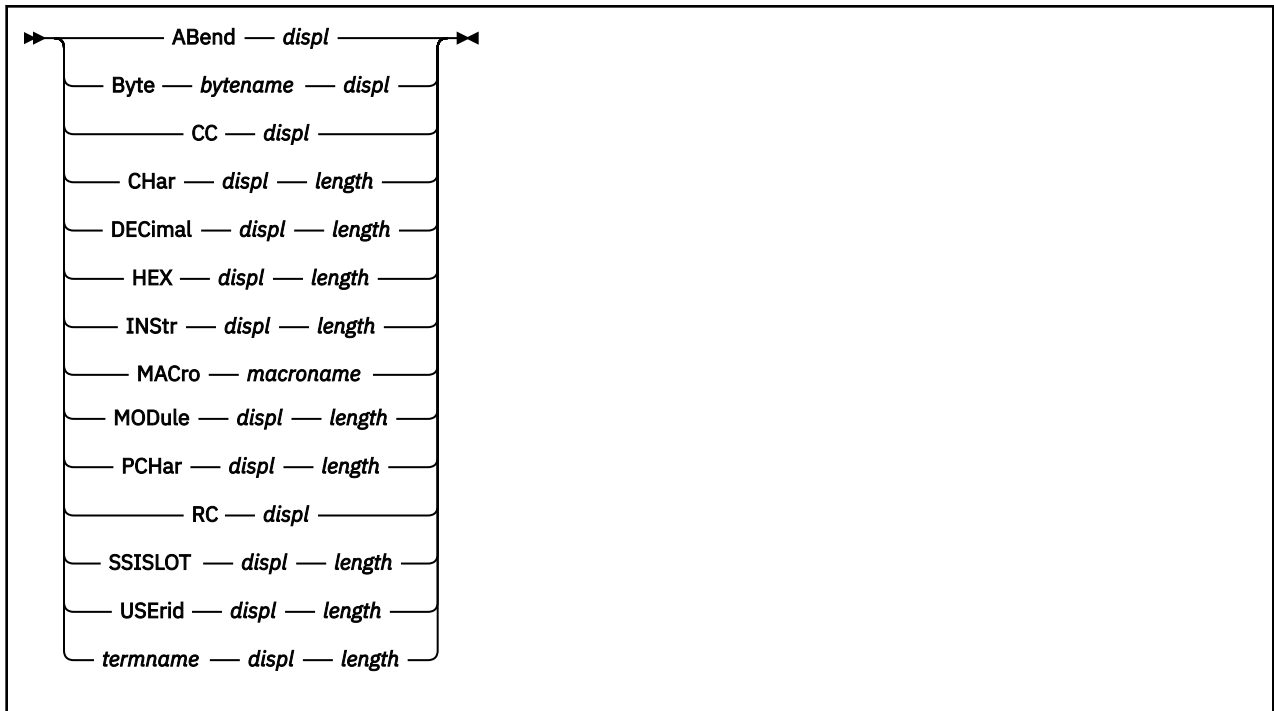 ABend displ
Byte bytename displ
CC displ
CHar displ length
DECimal displ length
HEX displ length
INStr displ length
MACro macroname
MODule displ length
PCHar displ length
RC displ
SSISLOT displ length
USErid displ length
termname displ length